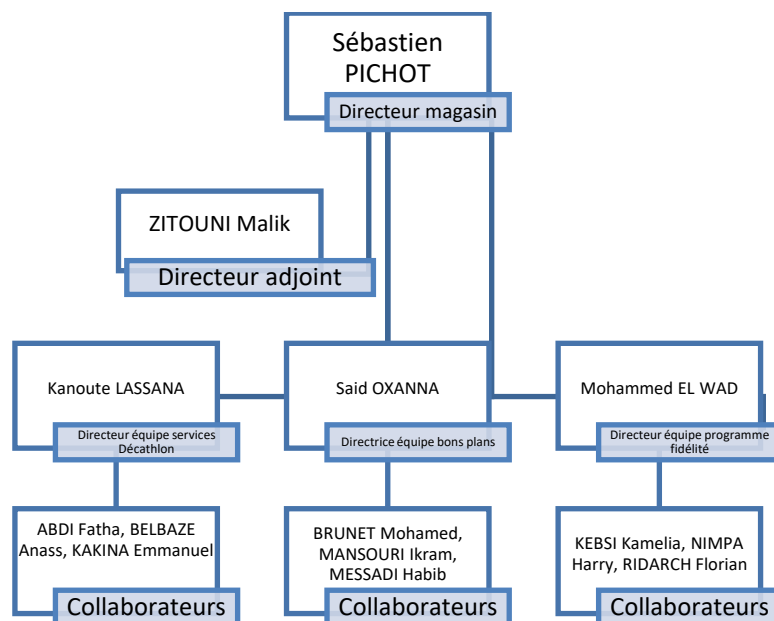 Sébastien
PICHOT
Directeur magasin
ZITOUNI Malik
Directeur adjoint
Kanoute LASSANA
Directeur équipe services
Décathlon
Said OXANNA
Directrice équipe bons plans
Mohammed EL WAD
Directeur équipe programme
fidélité
ABDI Fatha, BELBAZE
Anass, KAKINA Emmanuel
Collaborateurs
BRUNET Mohamed,
MANSOURI Ikram,
MESSADI Habib
Collaborateurs
KEBSI Kamelia, NIMPA
Harry, RIDARCH Florian
Collaborateurs